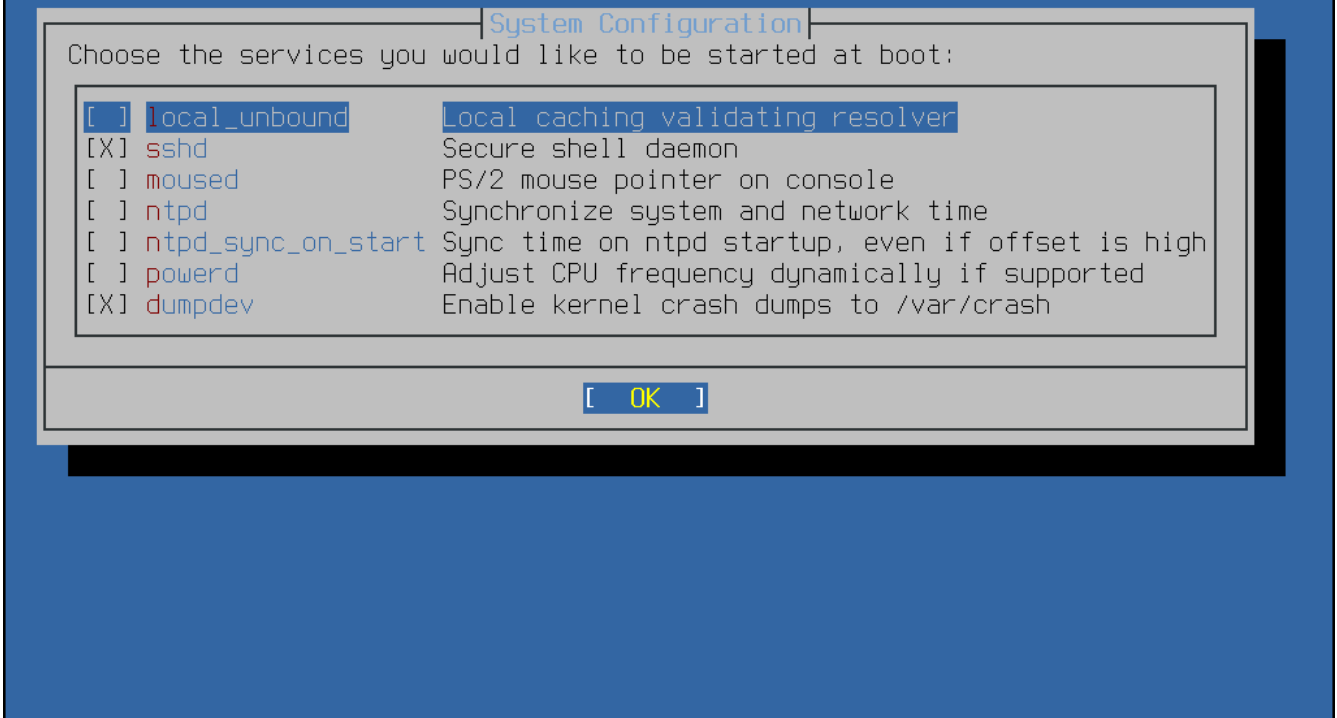 System Configuration
Choose the services you would like to be started at boot:
[ ] local_unbound Local caching validating resolver
[X] sshd Secure shell daemon
[ ] moused PS/2 mouse pointer on console
[ ] ntpd Synchronize system and network time
[ ] ntpd_sync_on_start Sync time on ntpd startup, even if offset is high
[ ] powerd Adjust CPU frequency dynamically if supported
[X] dumpdev Enable kernel crash dumps to /var/crash
[ OK ]